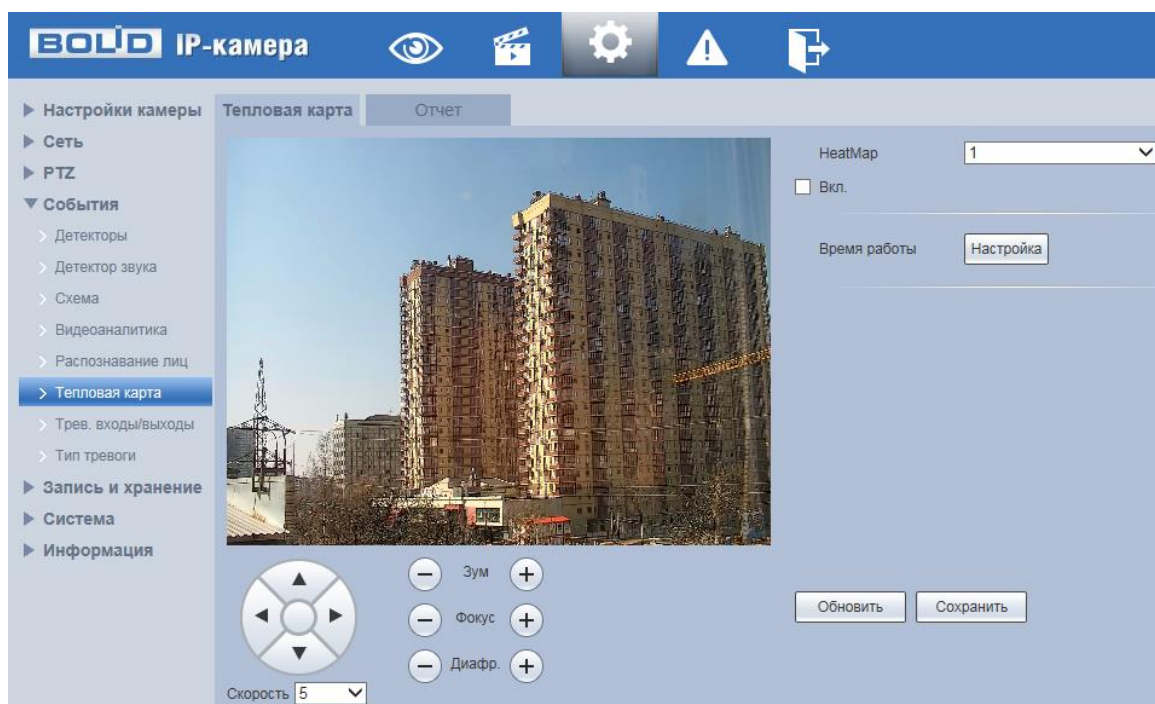 BOLID IP-камера
Настройки камеры
Сеть
PTZ
События
Детекторы
Детектор звука
Схема
Видеоаналитика
Распознавание лиц
Тепловая карта
Трев. входы/выходы
Тип тревоги
Запись и хранение
Система
Информация
Тепловая карта
Отчет
HeatMap
1
Вкл.
Время работы
Настройка
Зум
Фокус
Диафр.
Скорость
5
Обновить
Сохранить